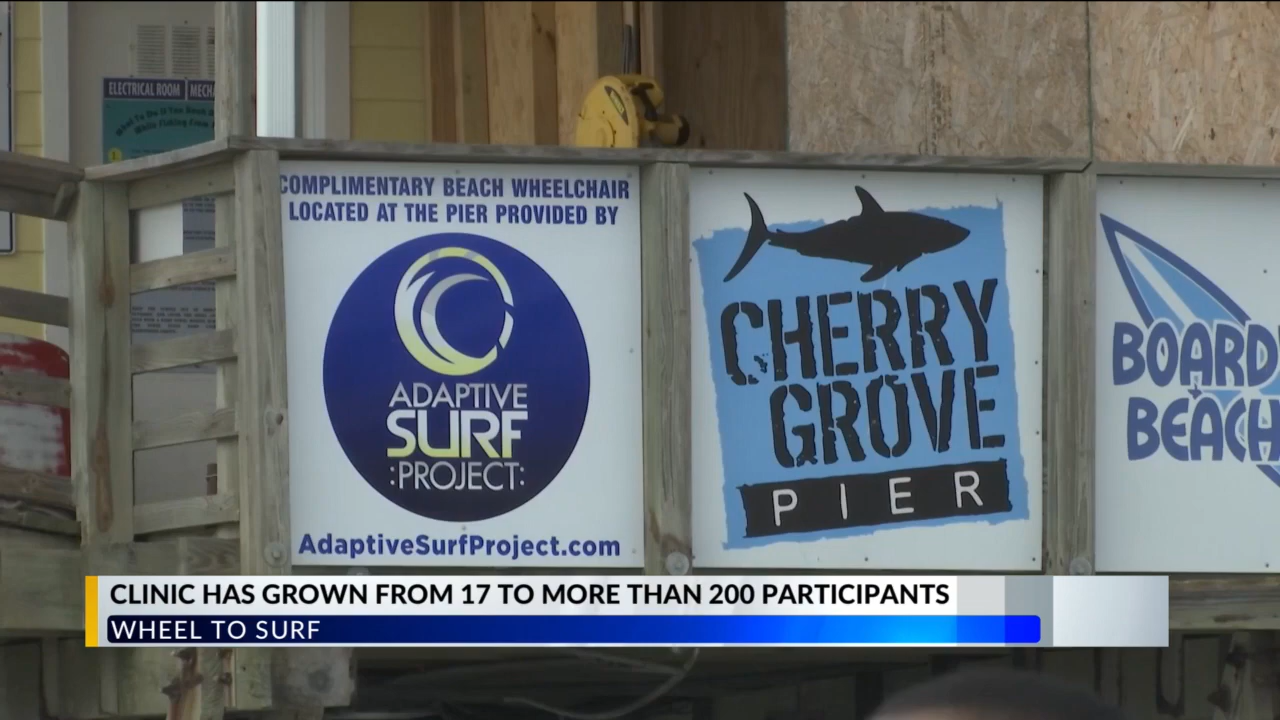 ELECTRICAL ROOM
COMPLIMENTARY BEACH WHEELCHAIR
LOCATED AT THE PIER PROVIDED BY
ADAPTIVE
SURF
:PROJECT:
AdaptiveSurfProject.com
CHERRY
GROVE
PIER
BOARD
+
BEACH
CLINIC HAS GROWN FROM 17 TO MORE THAN 200 PARTICIPANTS
WHEEL TO SURF